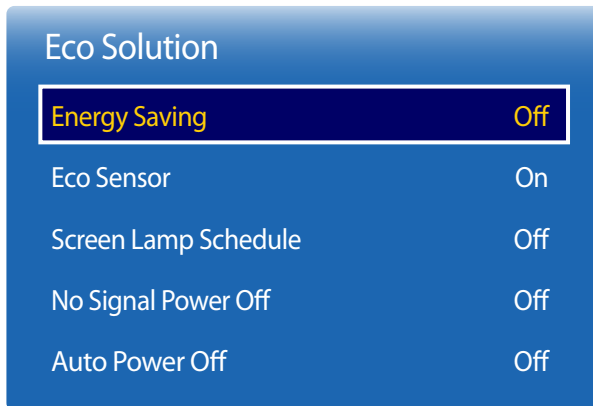 Eco Solution
Energy Saving Off
Eco Sensor On
Screen Lamp Schedule Off
No Signal Power Off Off
Auto Power Off Off